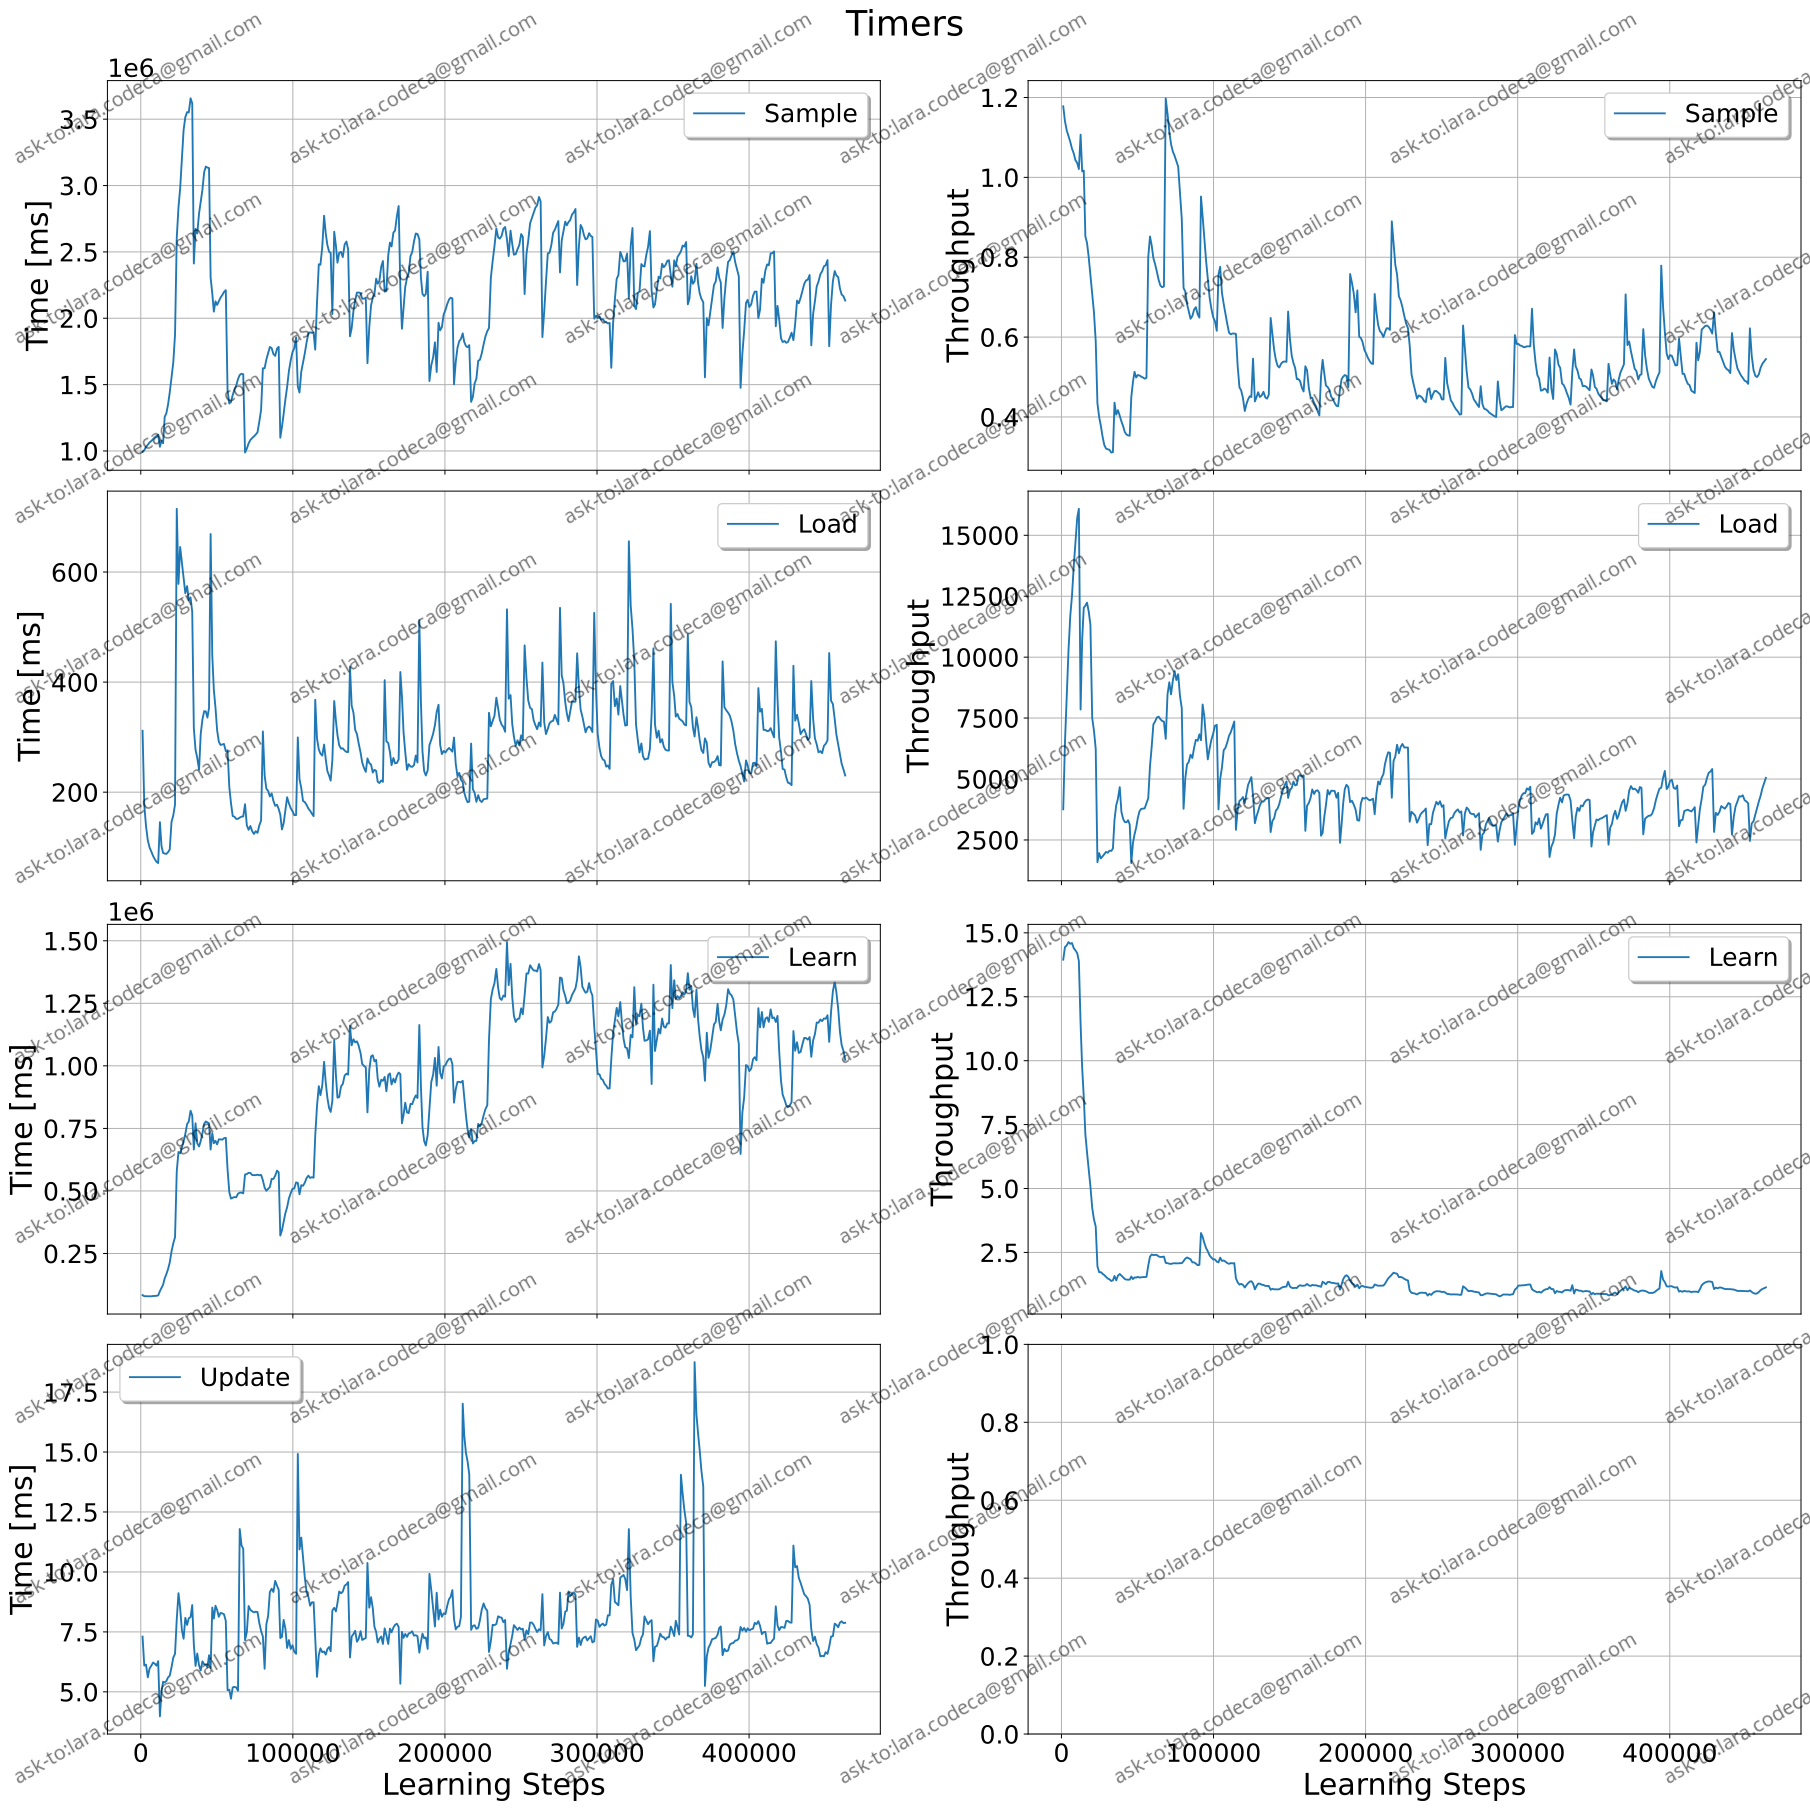 Timers
1e6
3.5
3.0
2.5
2.0
1.5
1.0
Time [ms]
Sample
1.2
1.0
0.8
0.6
0.4
Throughput
Sample
600
400
200
Time [ms]
Load
15000
12500
10000
7500
5000
2500
Throughput
Load
1e6
1.50
1.25
1.00
0.75
0.50
0.25
Time [ms]
Learn
15.0
12.5
10.0
7.5
5.0
2.5
Throughput
Learn
17.5
15.0
12.5
10.0
7.5
5.0
Time [ms]
Update
0 100000 200000 300000 400000
Learning Steps
1.0
0.8
0.6
0.4
0.2
0.0
Throughput
0 100000 200000 300000 400000
Learning Steps
ask-to:lara.codeca@gmail.com